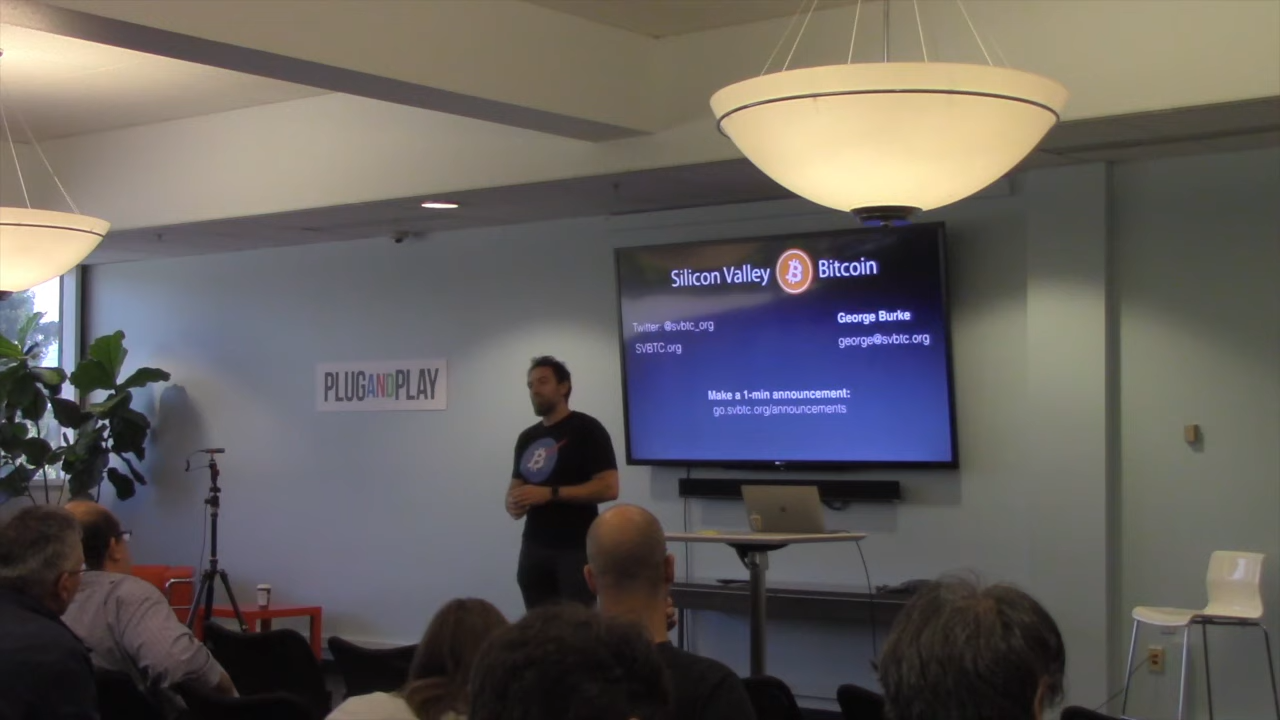 Silicon Valley Bitcoin
Twitter: @svbtc_org
SVBTC.org
George Burke
george@svbtc.org
Make a 1-min announcement:
go.svbtc.org/announcements
PLUGANDPLAY